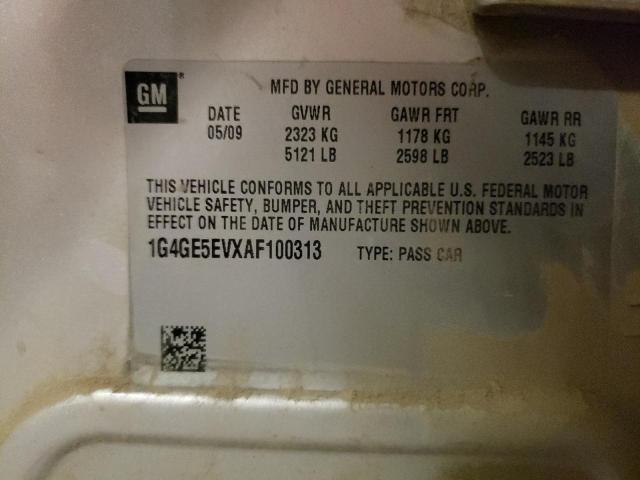 GM
MFD BY GENERAL MOTORS CORP.
DATE GVWR GAWR FRT GAWR RR
05/09 2323 KG 1178 KG 1145 KG
5121 LB 2598 LB 2523 LB
THIS VEHICLE CONFORMS TO ALL APPLICABLE U.S. FEDERAL MOTOR
VEHICLE SAFETY, BUMPER, AND THEFT PREVENTION STANDARDS IN
EFFECT ON THE DATE OF MANUFACTURE SHOWN ABOVE.
1G4GE5EVXAF100313 TYPE: PASS CAR